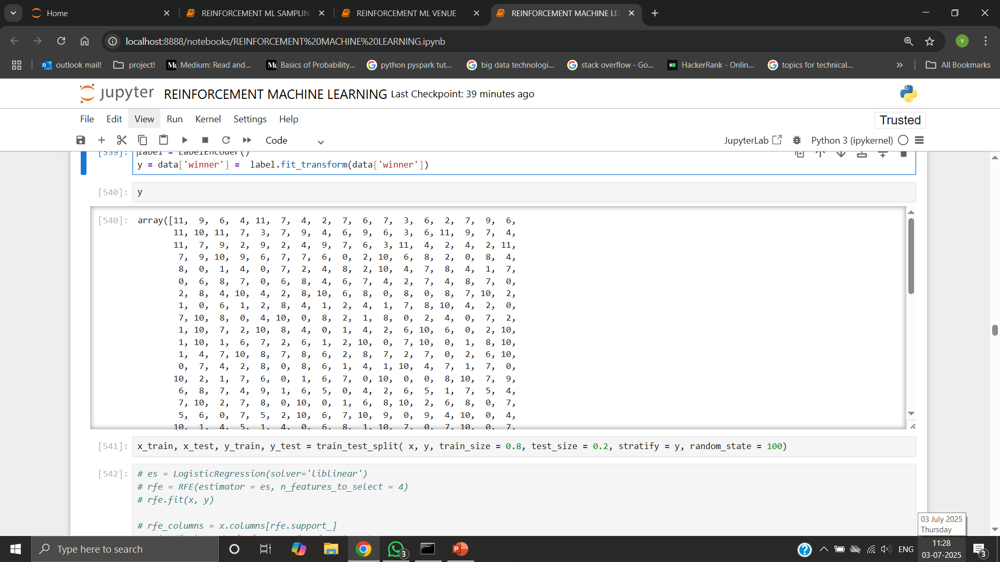 Home
REINFORCEMENT ML SAMPLIN
REINFORCEMENT ML VENUE
REINFORCEMENT MACHINE LEA
localhost:8888/notebooks/REINFORCEMENT%20MACHINE%20LEARNING.ipynb
V
outlook mail!
project!
Medium: Read and...
Basics of Probability...
python pyspark tut...
big data technologi...
stack overflow - Go...
HackerRank - Onlin...
topics for technical...
All Bookmarks
jupyter REINFORCEMENT MACHINE LEARNING Last Checkpoint: 39 minutes ago
File Edit View Run Kernel Settings Help
Trusted
Code
JupyterLab
Python 3 (ipykernel)
[539]: label = LabelEncoder()
y = data['winner'] =  label.fit_transform(data['winner'])
[540]: y
[540]: array([11,  9,  6,  4, 11,  7,  4,  2,  7,  6,  7,  3,  6,  2,  7,  9,  6,
11, 10, 11,  7,  3,  7,  9,  4,  6,  9,  6,  3,  6, 11,  9,  7,  4,
11,  7,  9,  2,  9,  2,  4,  9,  7,  6,  3, 11,  4,  2,  4,  2, 11,
7,  9, 10,  9,  6,  7,  7,  6,  0,  2, 10,  6,  8,  2,  0,  8,  4,
8,  0,  1,  4,  0,  7,  2,  4,  8,  2, 10,  4,  7,  8,  4,  1,  7,
0,  6,  8,  7,  0,  6,  8,  4,  6,  7,  4,  2,  7,  4,  8,  7,  0,
2,  8,  4, 10,  4,  2,  8, 10,  6,  8,  0,  8,  0,  8,  7, 10,  2,
1,  0,  6,  1,  2,  8,  4,  1,  2,  4,  1,  7,  8, 10,  4,  2,  0,
7, 10,  8,  0,  4, 10,  0,  8,  2,  1,  8,  0,  2,  4,  0,  7,  2,
1, 10,  7,  2, 10,  8,  4,  0,  1,  4,  2,  6, 10,  6,  0,  2, 10,
1, 10,  1,  6,  7,  2,  6,  1,  2, 10,  0,  7, 10,  0,  1,  8, 10,
1,  4,  7, 10,  8,  7,  8,  6,  2,  8,  7,  2,  7,  0,  2,  6, 10,
0,  7,  4,  2,  8,  0,  8,  6,  1,  4,  1, 10,  4,  7,  1,  7,  0,
10,  2,  1,  7,  6,  0,  1,  6,  7,  0, 10,  0,  0,  8, 10,  7,  9,
6,  8,  7,  4,  9,  1,  6,  5,  0,  4,  2,  6,  5,  1,  7,  5,  4,
7, 10,  2,  7,  8,  0, 10,  0,  1,  6,  8, 10,  2,  6,  8,  0,  7,
5,  6,  0,  7,  5,  2, 10,  6,  7, 10,  9,  0,  9,  4, 10,  0,  4,
10,  1,  4,  5,  1,  4,  0,  6,  8,  1, 10,  7,  0,  7, 10,  0,  7,
[541]: x_train, x_test, y_train, y_test = train_test_split( x, y, train_size = 0.8, test_size = 0.2, stratify = y, random_state = 100)
[542]: # es = LogisticRegression(solver='liblinear')
# rfe = RFE(estimator = es, n_features_to_select = 4)
# rfe.fit(x, y)
# rfe_columns = x.columns[rfe.support_]
03 July 2025
Thursday
Type here to search
3
ENG
11:28
03-07-2025
3